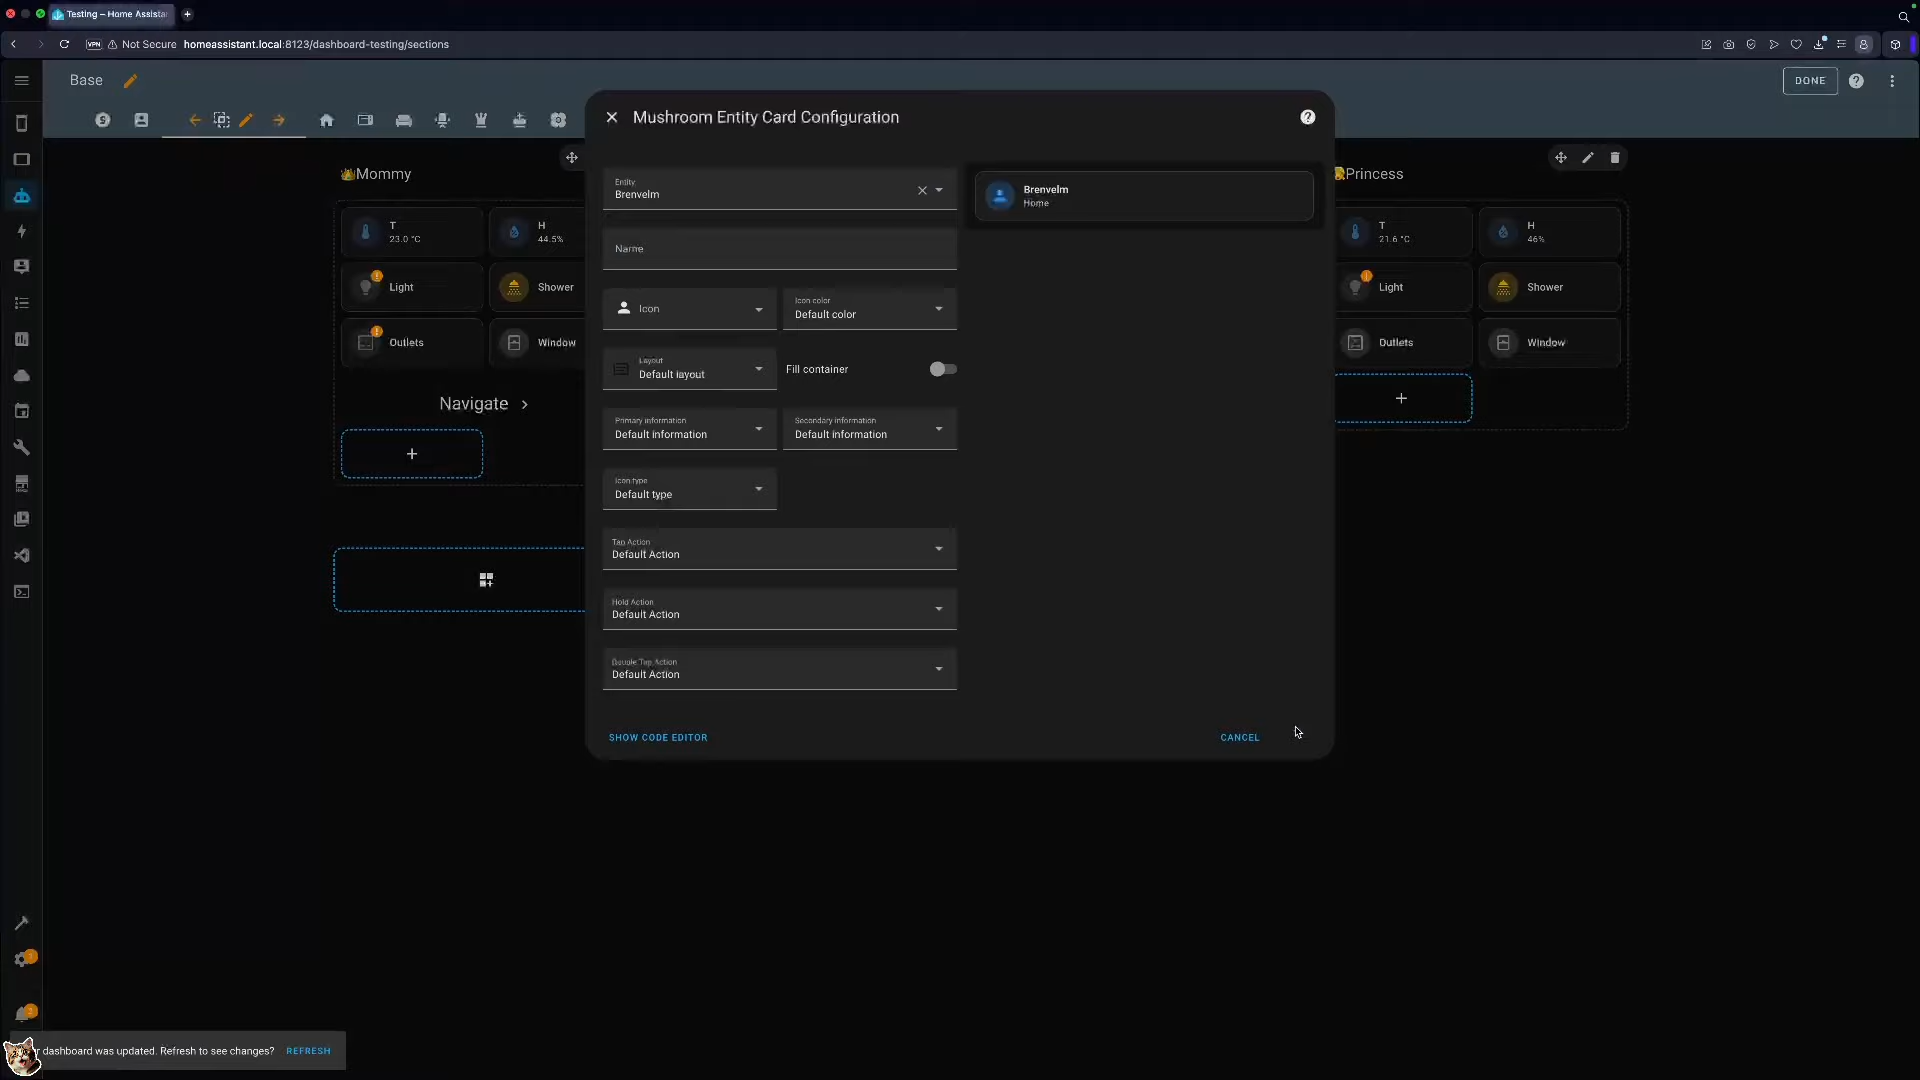 Testing – Home Assista
VPN Not Secure homeassistant.local:8123/dashboard-testing/sections
Base
DONE
Mommy
T
23.0 °C
H
44.5%
Light
Shower
Outlets
Window
Navigate
Mushroom Entity Card Configuration
Entity
Brenvelm
Name
Icon
Icon color
Default color
Layout
Default layout
Fill container
Primary information
Default information
Secondary information
Default information
Icon type
Default type
Tap Action
Default Action
Hold Action
Default Action
Double Tap Action
Default Action
SHOW CODE EDITOR
CANCEL
Brenvelm
Home
Princess
T
21.6 °C
H
46%
Light
Shower
Outlets
Window
r dashboard was updated. Refresh to see changes? REFRESH